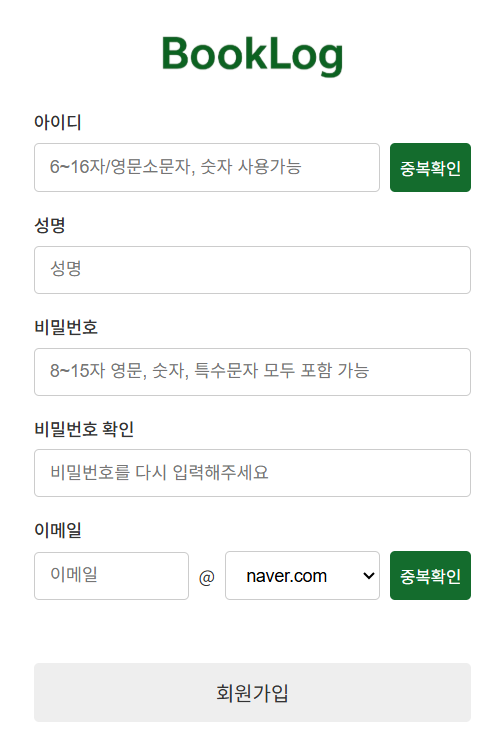 BookLog
아이디
6~16자/영문소문자, 숫자 사용가능 중복확인
성명
성명
비밀번호
8~15자 영문, 숫자, 특수문자 모두 포함 가능
비밀번호 확인
비밀번호를 다시 입력해주세요
이메일
이메일 @ naver.com 중복확인
회원가입